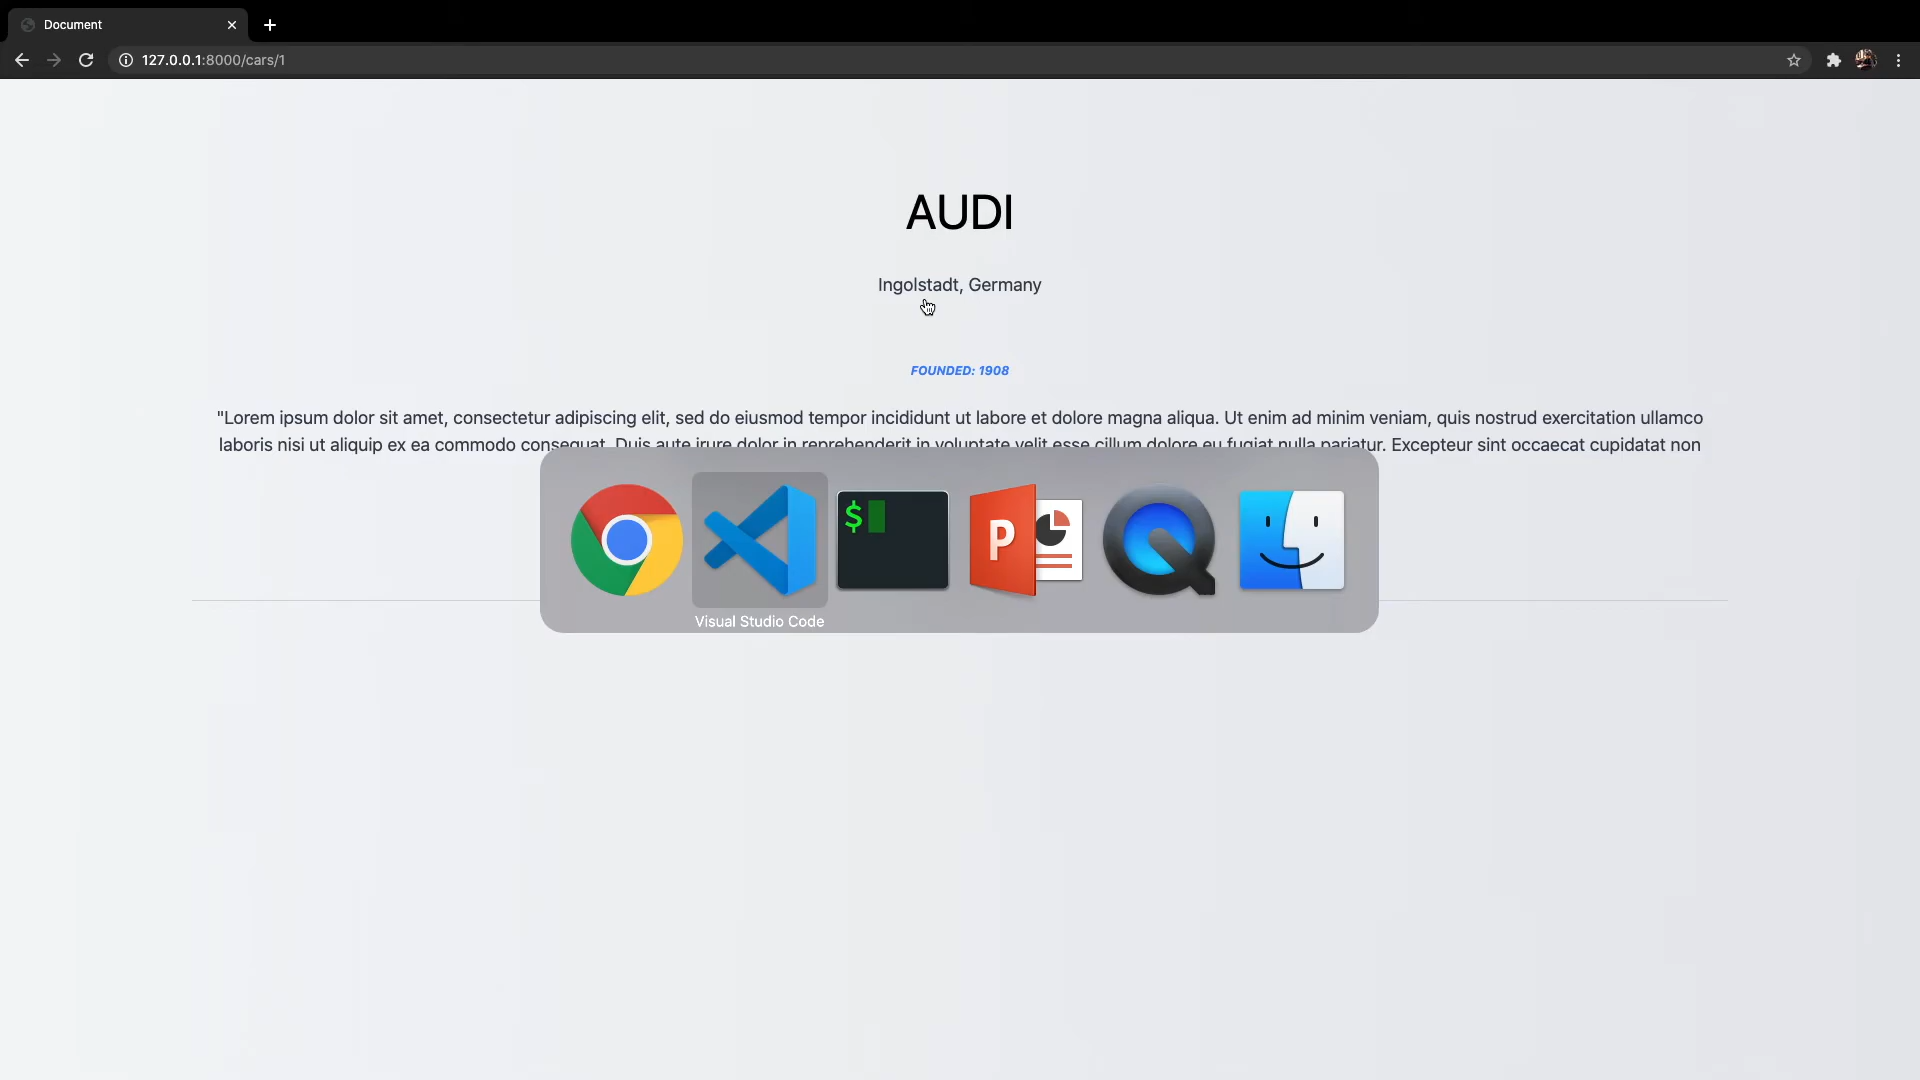 Document
127.0.0.1:8000/cars/1
AUDI
Ingolstadt, Germany
FOUNDED: 1908
"Lorem ipsum dolor sit amet, consectetur adipiscing elit, sed do eiusmod tempor incididunt ut labore et dolore magna aliqua. Ut enim ad minim veniam, quis nostrud exercitation ullamco
laboris nisi ut aliquip ex ea commodo consequat. Duis aute irure dolor in reprehenderit in voluptate velit esse cillum dolore eu fugiat nulla pariatur. Excepteur sint occaecat cupidatat non
$
P
Visual Studio Code